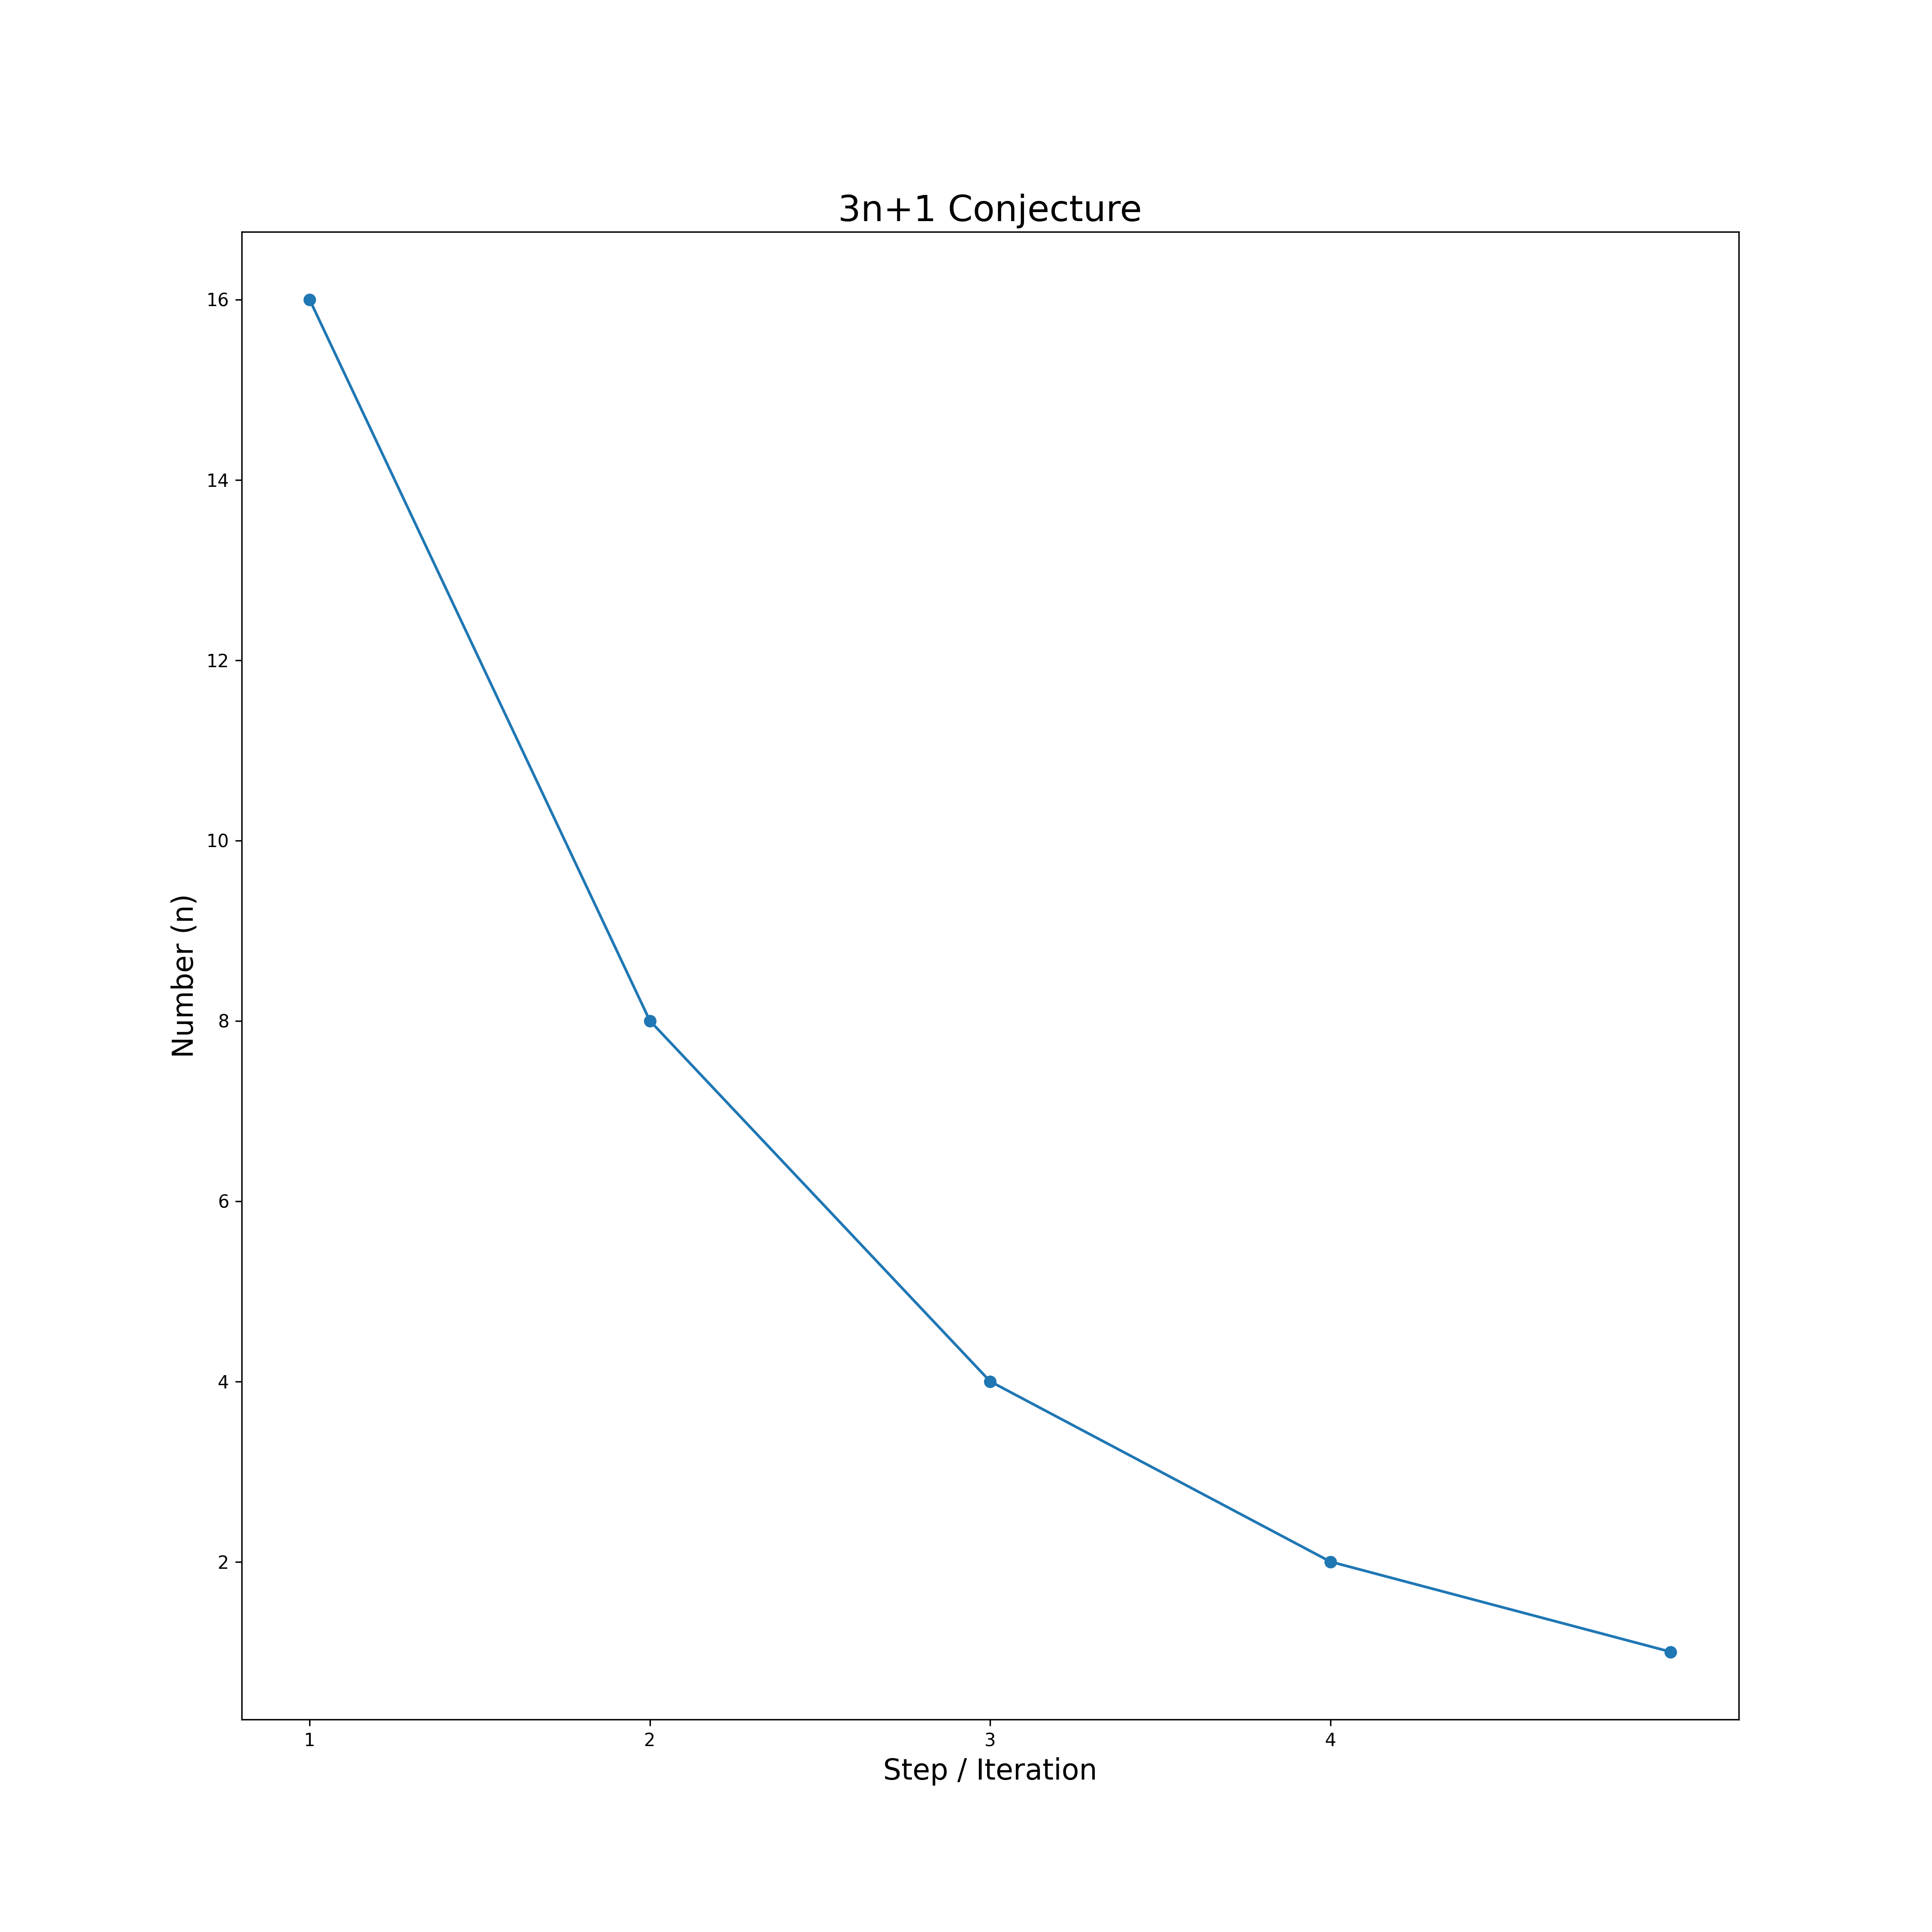 3n+1 Conjecture
16
14
12
10
8
6
4
2
Number (n)
1 2 3 4
Step / Iteration